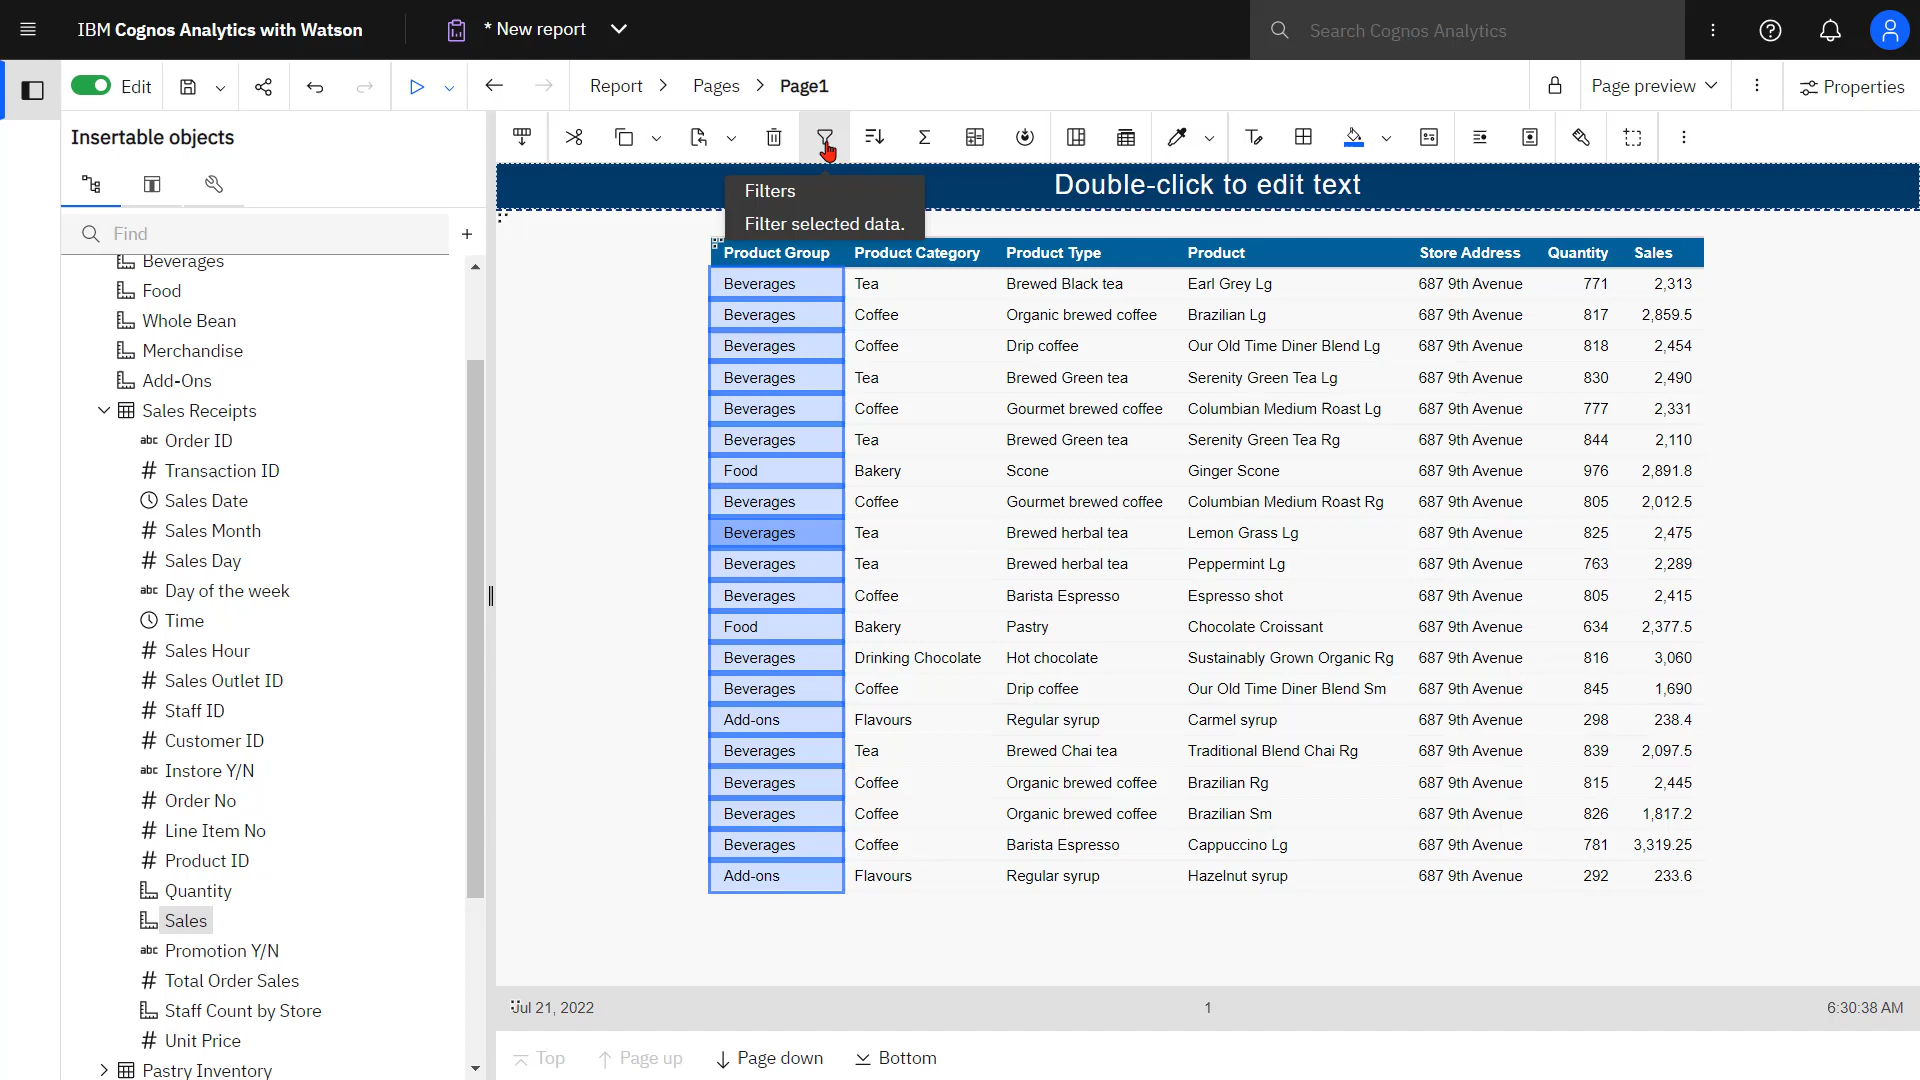 IBM Cognos Analytics with Watson
* New report
Search Cognos Analytics
Edit
Report > Pages > Page1
Page preview
Properties
Insertable objects
Find
Beverages
Food
Whole Bean
Merchandise
Add-Ons
Sales Receipts
abc Order ID
# Transaction ID
Sales Date
# Sales Month
# Sales Day
abc Day of the week
Time
# Sales Hour
# Sales Outlet ID
# Staff ID
# Customer ID
abc Instore Y/N
# Order No
# Line Item No
# Product ID
Quantity
Sales
abc Promotion Y/N
# Total Order Sales
Staff Count by Store
# Unit Price
Pastry Inventory
Double-click to edit text
Filters
Filter selected data.
Product Group Product Category Product Type Product Store Address Quantity Sales
Beverages Tea Brewed Black tea Earl Grey Lg 687 9th Avenue 771 2,313
Beverages Coffee Organic brewed coffee Brazilian Lg 687 9th Avenue 817 2,859.5
Beverages Coffee Drip coffee Our Old Time Diner Blend Lg 687 9th Avenue 818 2,454
Beverages Tea Brewed Green tea Serenity Green Tea Lg 687 9th Avenue 830 2,490
Beverages Coffee Gourmet brewed coffee Columbian Medium Roast Lg 687 9th Avenue 777 2,331
Beverages Tea Brewed Green tea Serenity Green Tea Rg 687 9th Avenue 844 2,110
Food Bakery Scone Ginger Scone 687 9th Avenue 976 2,891.8
Beverages Coffee Gourmet brewed coffee Columbian Medium Roast Rg 687 9th Avenue 805 2,012.5
Beverages Tea Brewed herbal tea Lemon Grass Lg 687 9th Avenue 825 2,475
Beverages Tea Brewed herbal tea Peppermint Lg 687 9th Avenue 763 2,289
Beverages Coffee Barista Espresso Espresso shot 687 9th Avenue 805 2,415
Food Bakery Pastry Chocolate Croissant 687 9th Avenue 634 2,377.5
Beverages Drinking Chocolate Hot chocolate Sustainably Grown Organic Rg 687 9th Avenue 816 3,060
Beverages Coffee Drip coffee Our Old Time Diner Blend Sm 687 9th Avenue 845 1,690
Add-ons Flavours Regular syrup Carmel syrup 687 9th Avenue 298 238.4
Beverages Tea Brewed Chai tea Traditional Blend Chai Rg 687 9th Avenue 839 2,097.5
Beverages Coffee Organic brewed coffee Brazilian Rg 687 9th Avenue 815 2,445
Beverages Coffee Organic brewed coffee Brazilian Sm 687 9th Avenue 826 1,817.2
Beverages Coffee Barista Espresso Cappuccino Lg 687 9th Avenue 781 3,319.25
Add-ons Flavours Regular syrup Hazelnut syrup 687 9th Avenue 292 233.6
Jul 21, 2022 1 6:30:38 AM
Top Page up Page down Bottom